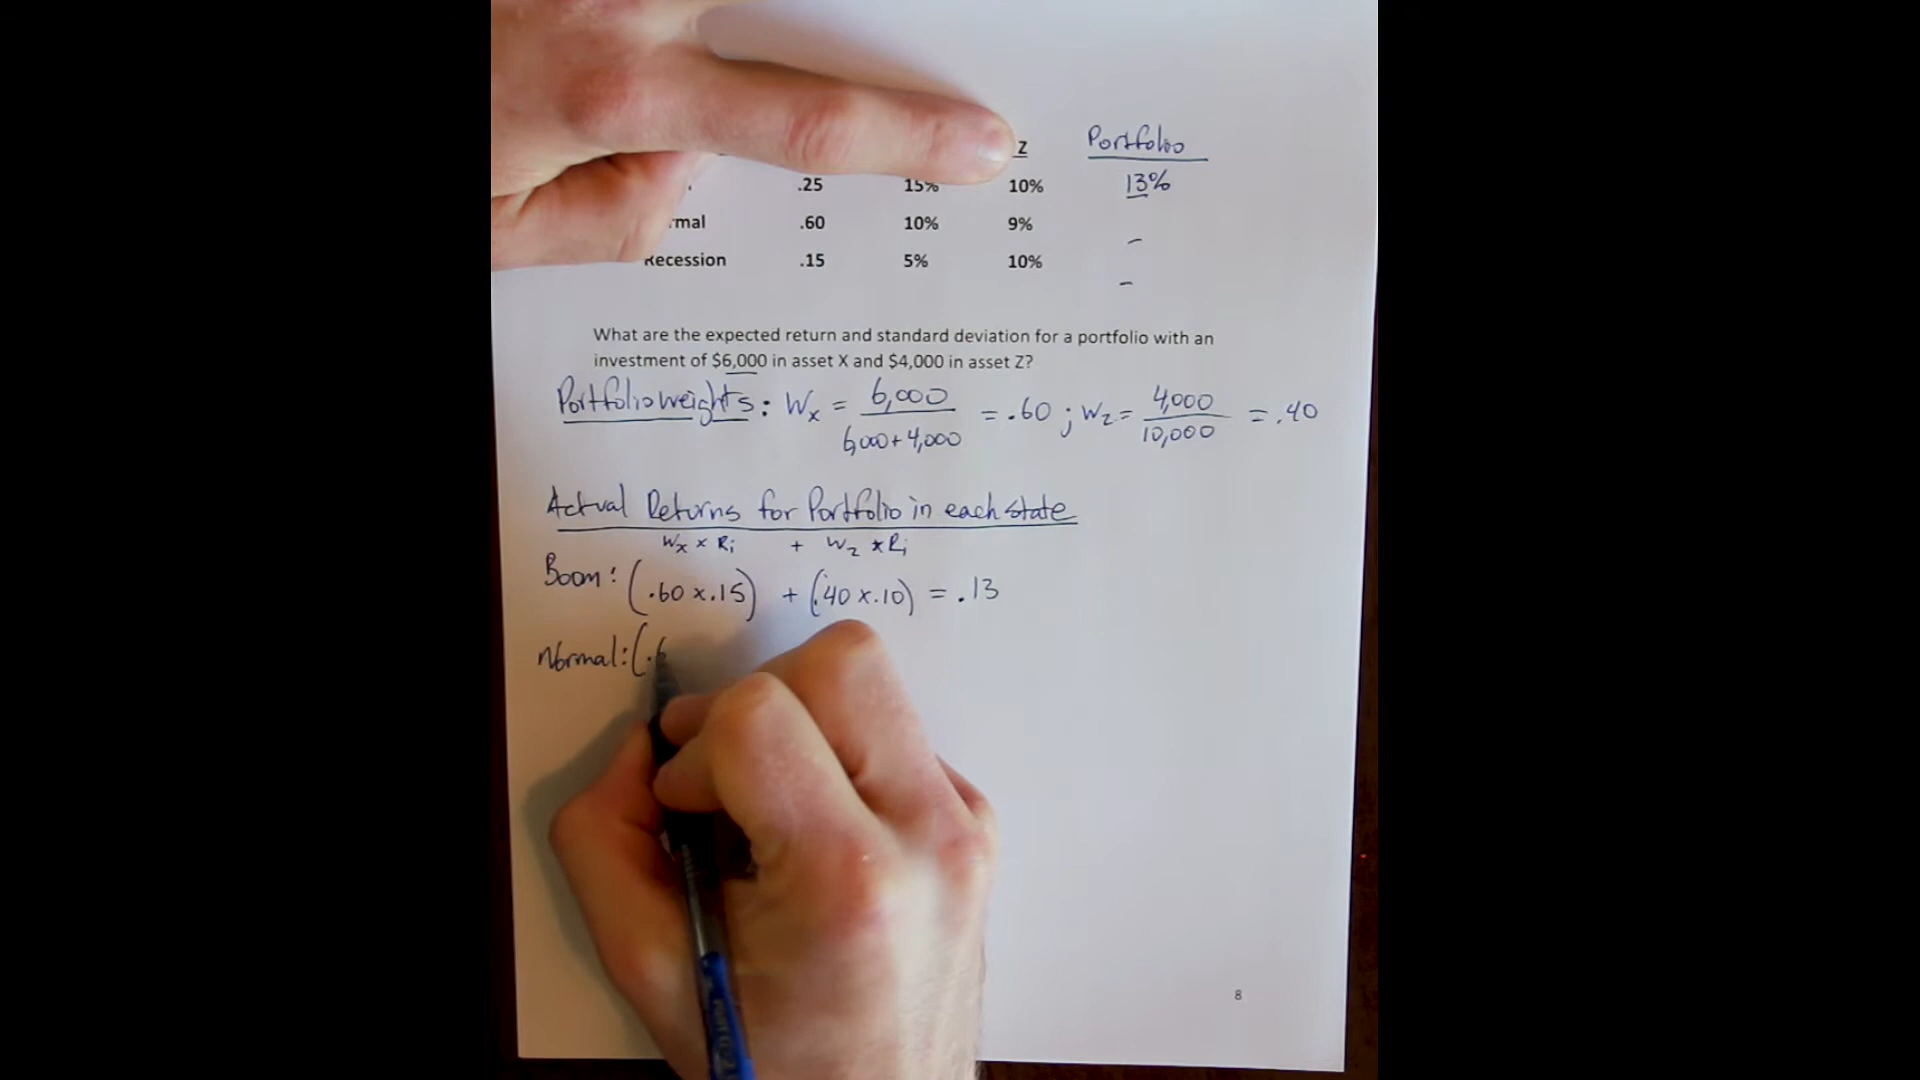 Z Portfolio
.25 15% 10% 13%
.60 10% 9% –
Recession .15 5% 10% –
What are the expected return and standard deviation for a portfolio with an
investment of $6,000 in asset X and $4,000 in asset Z?
Portfolio weights: Wx = 6,000 / 6,000+4,000 = .60 ; Wz = 4,000 / 10,000 = .40
Actual Returns for Portfolio in each state
Wx × Ri + Wz × Ri
Boom: (.60 x .15) + (.40 x .10) = .13
Normal: (.6
8